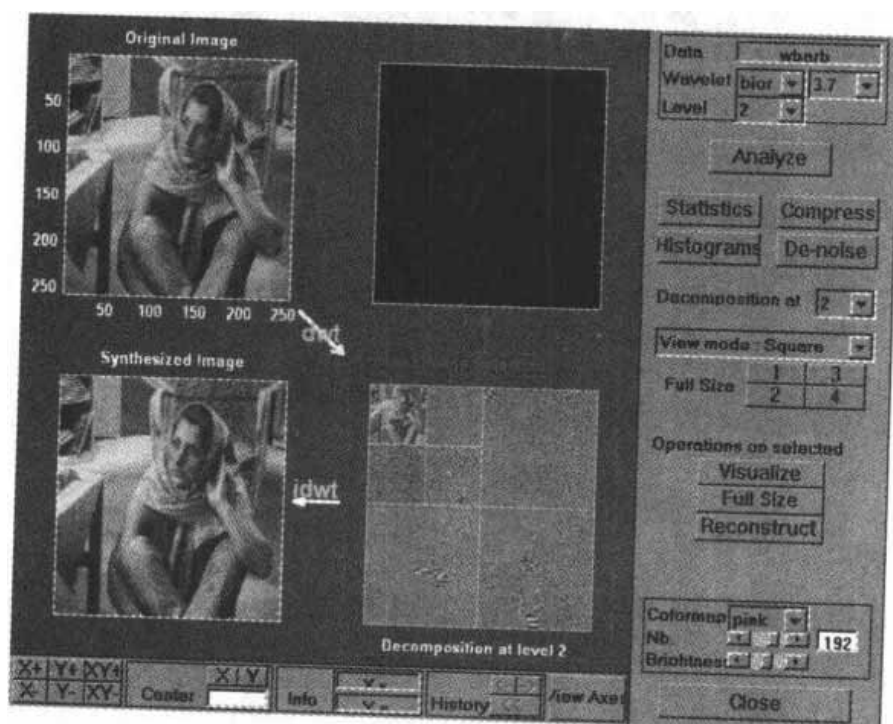 Original Image
50
100
150
200
250
50 100 150 200 250
dwt
Synthesized Image
idwt
Decomposition at level 2
Data wbarb
Wavelet bior 3.7
Level 2
Analyze
Statistics Compress
Histograms De-noise
Decomposition at 2
View mode : Square
Full Size 1 3
2 4
Operations on selected
Visualize
Full Size
Reconstruct
Colormap pink
Nb. 192
Brightness
Close
X+ Y+ XY+
X- Y- XY-
Center X Y
Info X =
Y =
History
View Axes